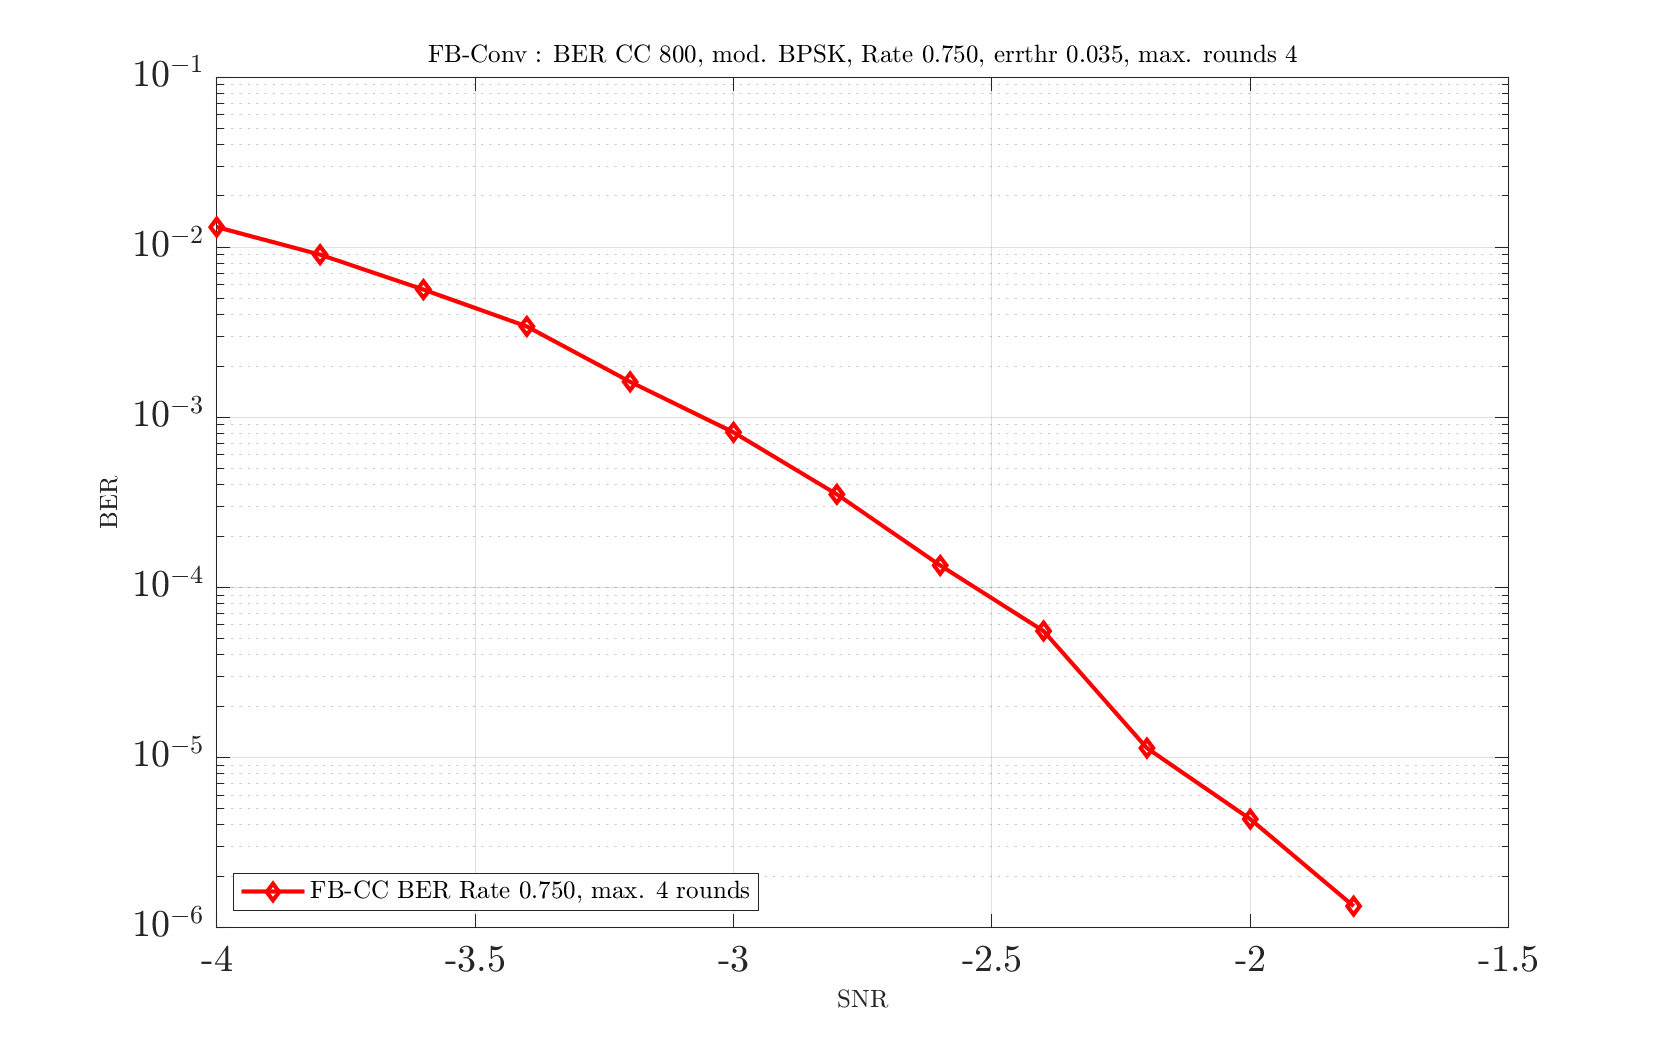 FB-Conv : BER CC 800, mod. BPSK, Rate 0.750, errthr 0.035, max. rounds 4
10⁻¹
10⁻²
10⁻³
BER
10⁻⁴
10⁻⁵
FB-CC BER Rate 0.750, max. 4 rounds
10⁻⁶
-4 -3.5 -3 -2.5 -2 -1.5
SNR